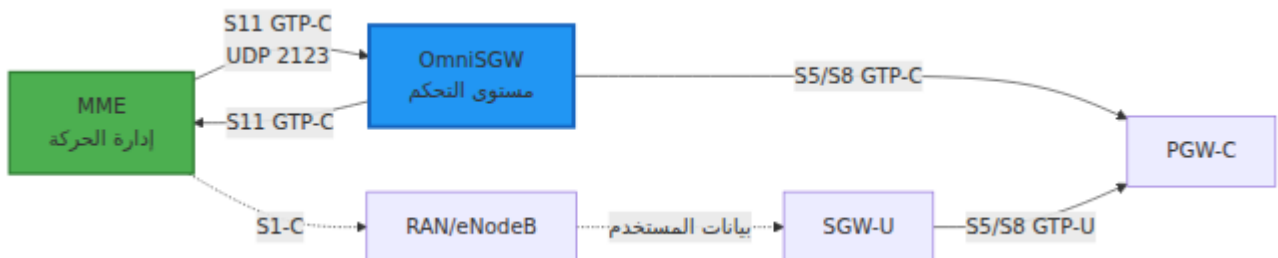 S11 GTP-C
UDP 2123
OmniSGW
مستوى التحكم
S5/S8 GTP-C
MME
إدارة الحركة
S11 GTP-C
PGW-C
S1-C
RAN/eNodeB
بيانات المستخدم
SGW-U
S5/S8 GTP-U